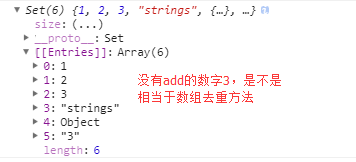 ▼ Set(6) {1, 2, 3, "strings", {…}, …}
size: (...)
▶ __proto__: Set
▼ [[Entries]]: Array(6)
▶ 0: 1
▶ 1: 2
▶ 2: 3
▶ 3: "strings"
▶ 4: Object
▶ 5: "3"
length: 6
没有add的数字3，是不是
相当于数组去重方法